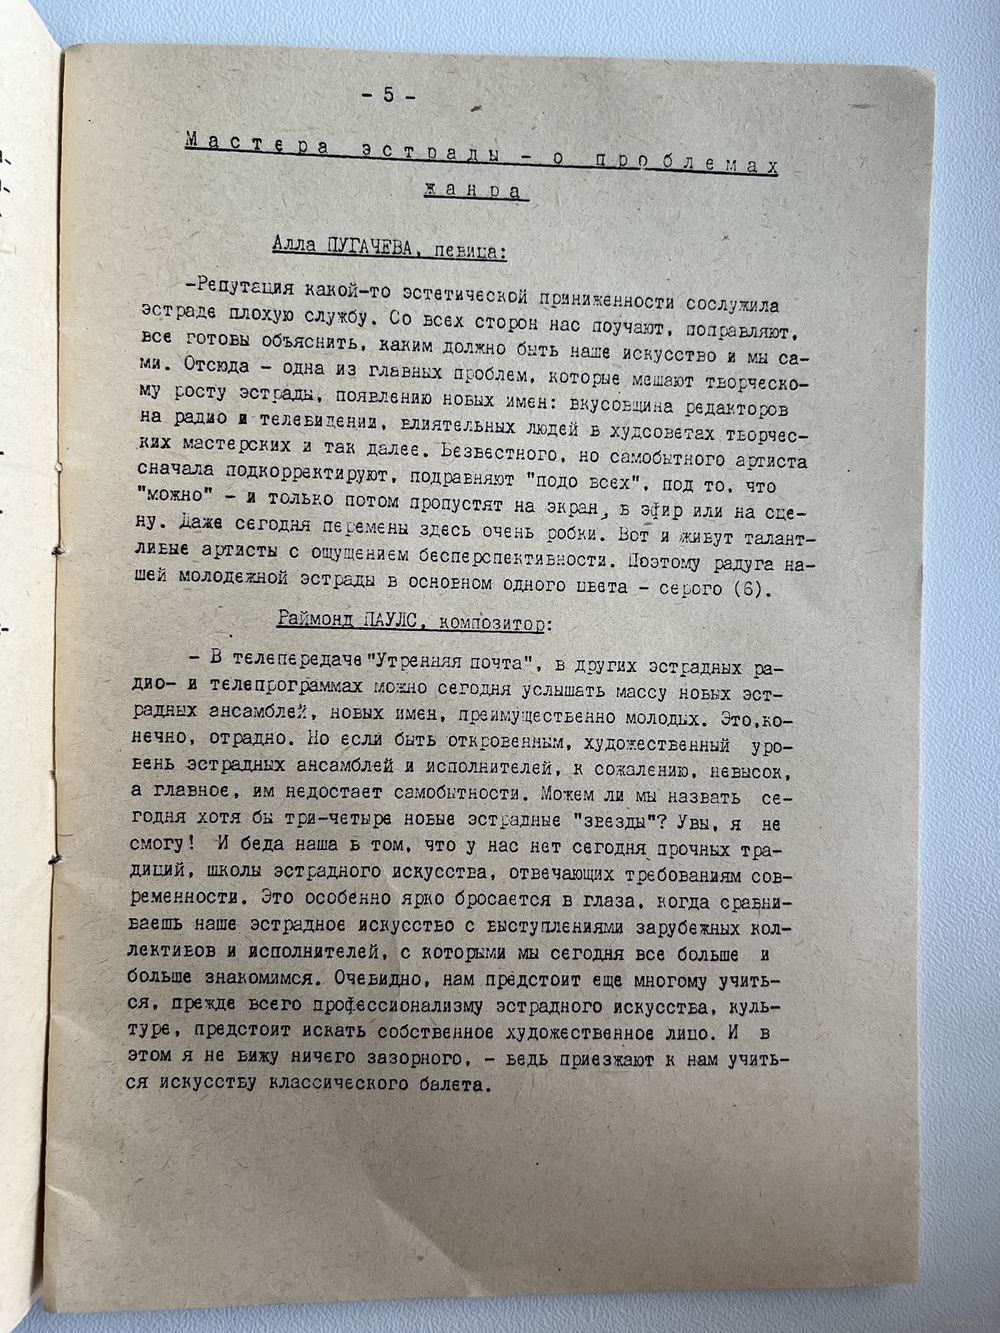 - 5 -
Мастера эстрады - о проблемах
жанра
Алла ПУГАЧЕВА, певица:
-Репутация какой-то эстетической приниженности сослужила
эстраде плохую службу. Со всех сторон нас поучают, поправляют,
все готовы объяснить, каким должно быть наше искусство и мы са-
ми. Отсюда - одна из главных проблем, которые мешают творческо-
му росту эстрады, появлению новых имен: вкусовщина редакторов
на радио и телевидении, влиятельных людей в худсоветах творчес-
ких мастерских и так далее. Безвестного, но самобытного артиста
сначала подкорректируют, подравняют "подо всех", под то, что
"можно" - и только потом пропустят на экран, в эфир или на сце-
ну. Даже сегодня перемены здесь очень робки. Вот и живут талант-
ливые артисты с ощущением бесперспективности. Поэтому радуга на-
шей молодежной эстрады в основном одного цвета - серого (6).
Раймонд ПАУЛС, композитор:
- В телепередаче "Утренняя почта", в других эстрадных ра-
дио- и телепрограммах можно сегодня услышать массу новых эст-
радных ансамблей, новых имен, преимущественно молодых. Это,ко-
нечно, отрадно. Но если быть откровенным, художественный уро-
вень эстрадных ансамблей и исполнителей, к сожалению, невысок,
а главное, им недостает самобытности. Можем ли мы назвать се-
годня хотя бы три-четыре новые эстрадные "звезды"? Увы, я не
смогу! И беда наша в том, что у нас нет сегодня прочных тра-
диций, школы эстрадного искусства, отвечающих требованиям сов-
ременности. Это особенно ярко бросается в глаза, когда сравни-
ваешь наше эстрадное искусство с выступлениями зарубежных кол-
лективов и исполнителей, с которыми мы сегодня все больше и
больше знакомимся. Очевидно, нам предстоит еще многому учить-
ся, прежде всего профессионализму эстрадного искусства, куль-
туре, предстоит искать собственное художественное лицо. И в
этом я не вижу ничего зазорного, - ведь приезжают к нам учить-
ся искусству классического балета.